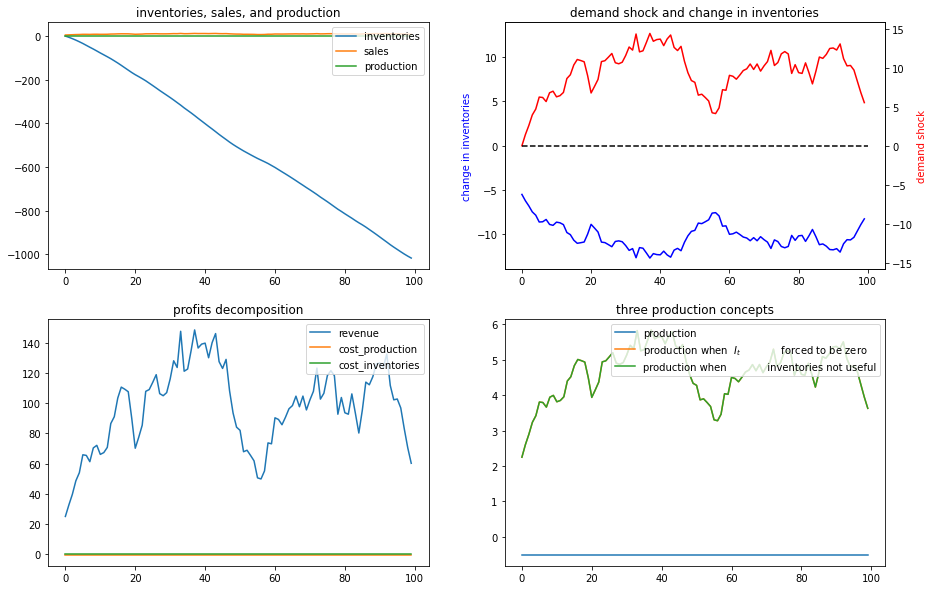 inventories, sales, and production
inventories
sales
production
0
−200
−400
−600
−800
−1000
0 20 40 60 80 100
demand shock and change in inventories
change in inventories
10
5
0
−5
−10
0 20 40 60 80 100
15
10
5
0
−5
−10
−15
demand shock
profits decomposition
revenue
cost_production
cost_inventories
140
120
100
80
60
40
20
0
0 20 40 60 80 100
three production concepts
production
production when I_t forced to be zero
production when inventories not useful
6
5
4
3
2
1
0
0 20 40 60 80 100